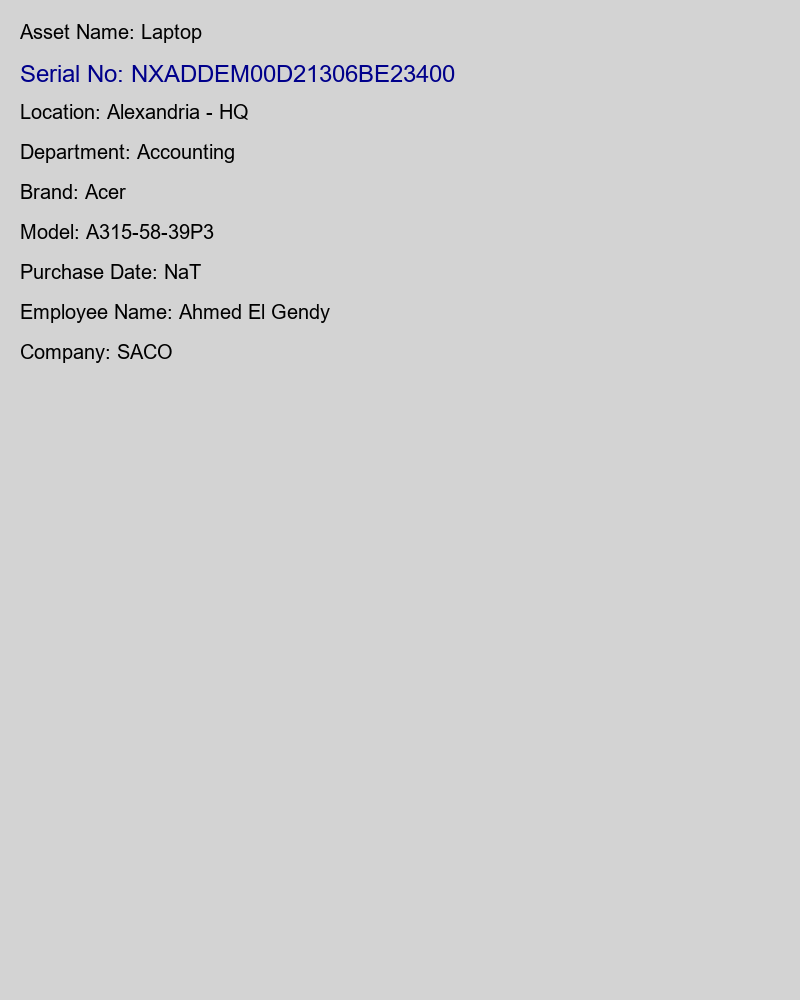 Asset Name: Laptop
Serial No: NXADDEM00D21306BE23400
Location: Alexandria - HQ
Department: Accounting
Brand: Acer
Model: A315-58-39P3
Purchase Date: NaT
Employee Name: Ahmed El Gendy
Company: SACO